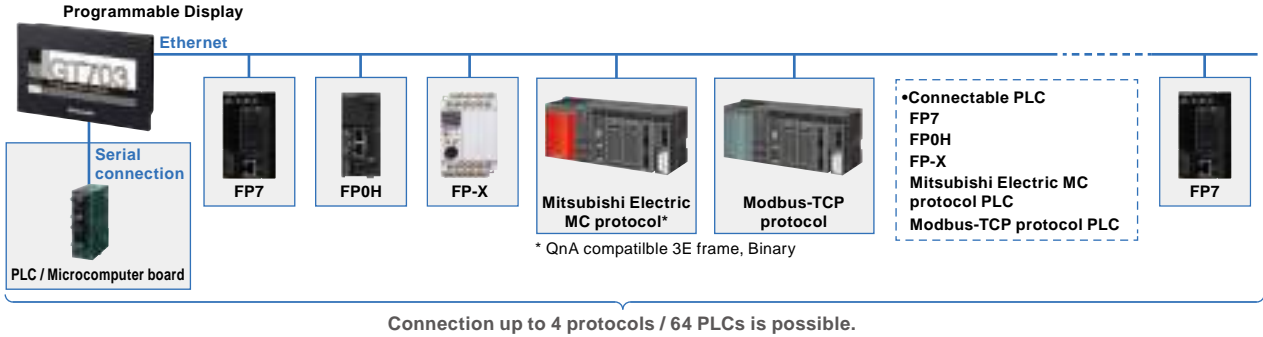 Programmable Display
Ethernet
GT703
Serial
connection
PLC / Microcomputer board
FP7
FP0H
FP-X
Mitsubishi Electric
MC protocol*
Modbus-TCP
protocol
* QnA compatilble 3E frame, Binary
•Connectable PLC
FP7
FP0H
FP-X
Mitsubishi Electric MC
protocol PLC
Modbus-TCP protocol PLC
FP7
Connection up to 4 protocols / 64 PLCs is possible.